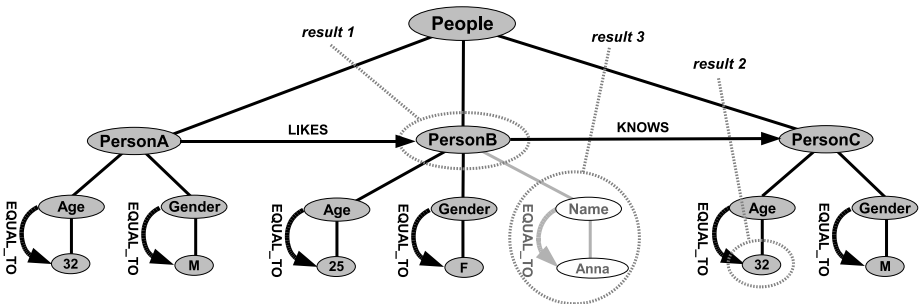 People
result 1
result 3
result 2
LIKES
KNOWS
PersonA
PersonB
PersonC
Age
Gender
Age
Gender
Name
Age
Gender
EQUAL_TO
EQUAL_TO
EQUAL_TO
EQUAL_TO
EQUAL_TO
EQUAL_TO
EQUAL_TO
32
M
25
F
Anna
32
M